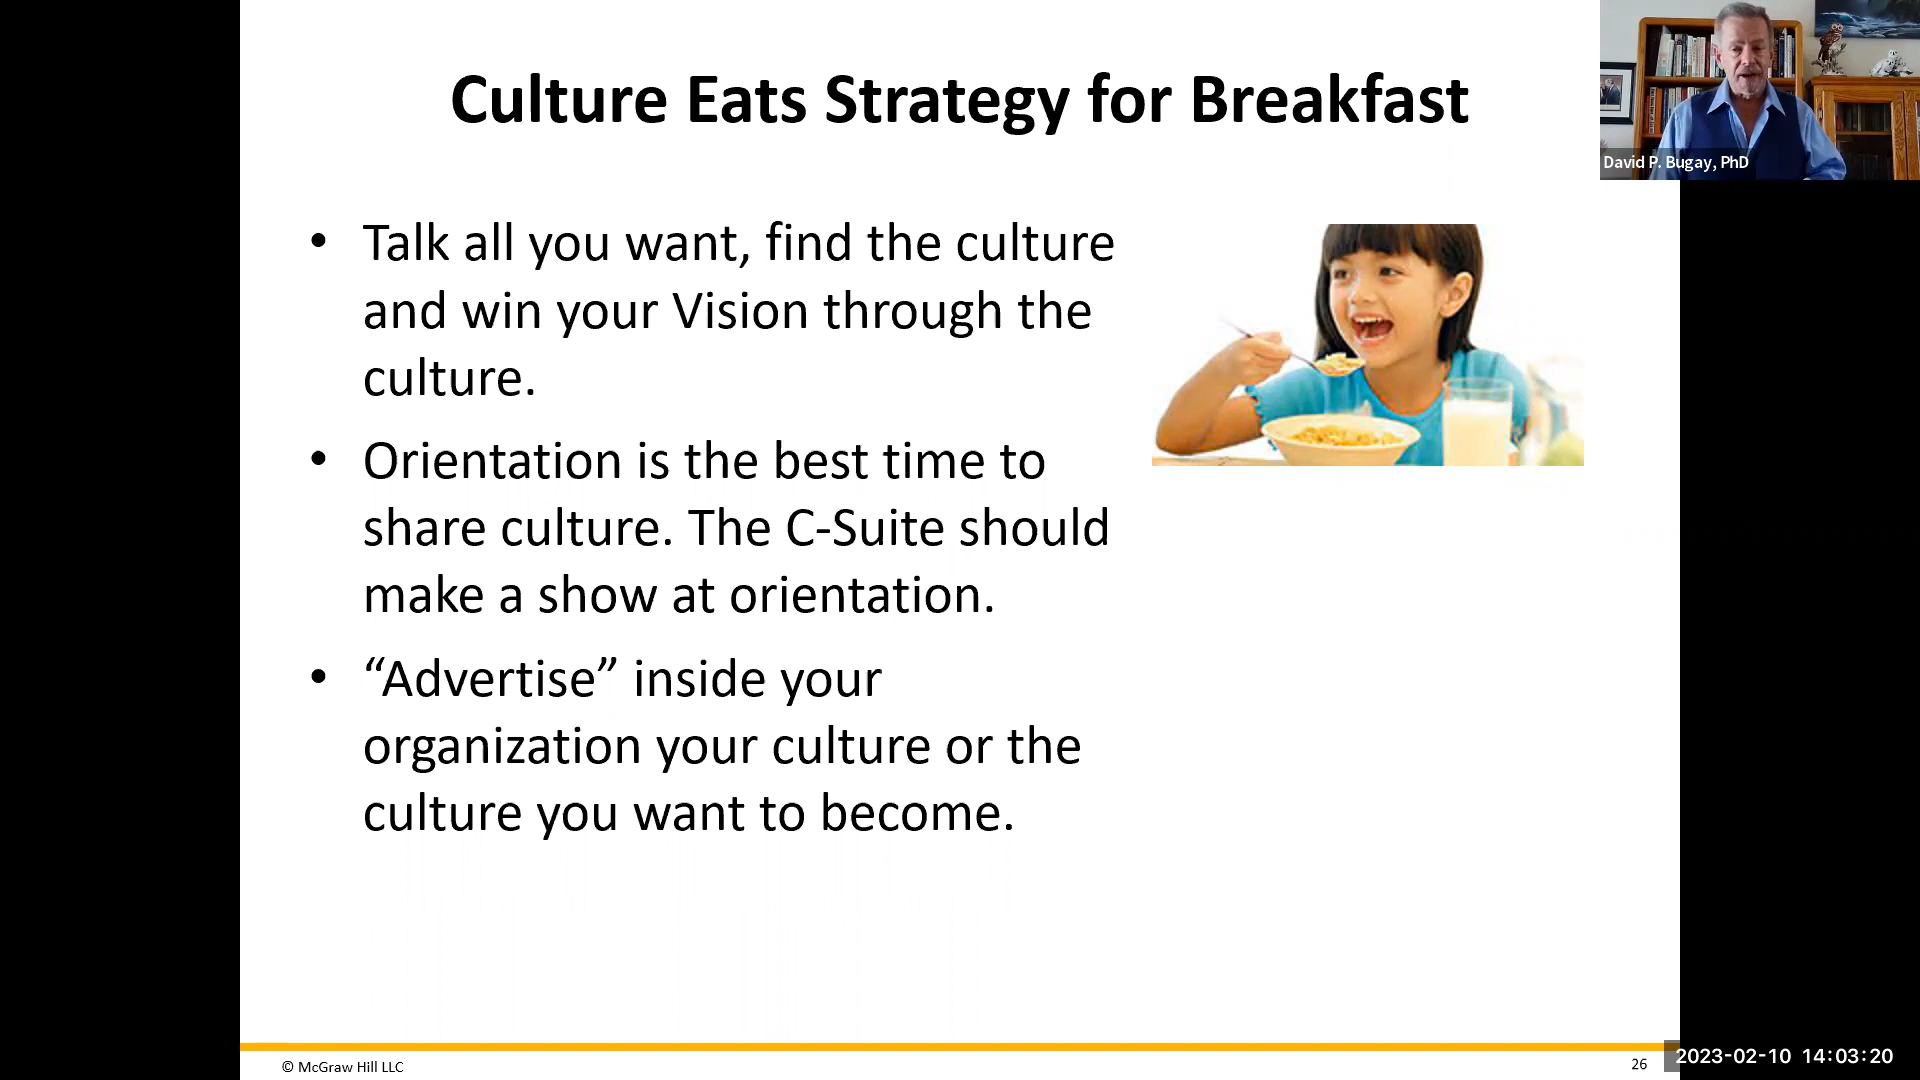 Culture Eats Strategy for Breakfast
David P. Bugay, PhD
• Talk all you want, find the culture
and win your Vision through the
culture.
• Orientation is the best time to
share culture. The C-Suite should
make a show at orientation.
• “Advertise” inside your
organization your culture or the
culture you want to become.
© McGraw Hill LLC
26
2023-02-10 14:03:20